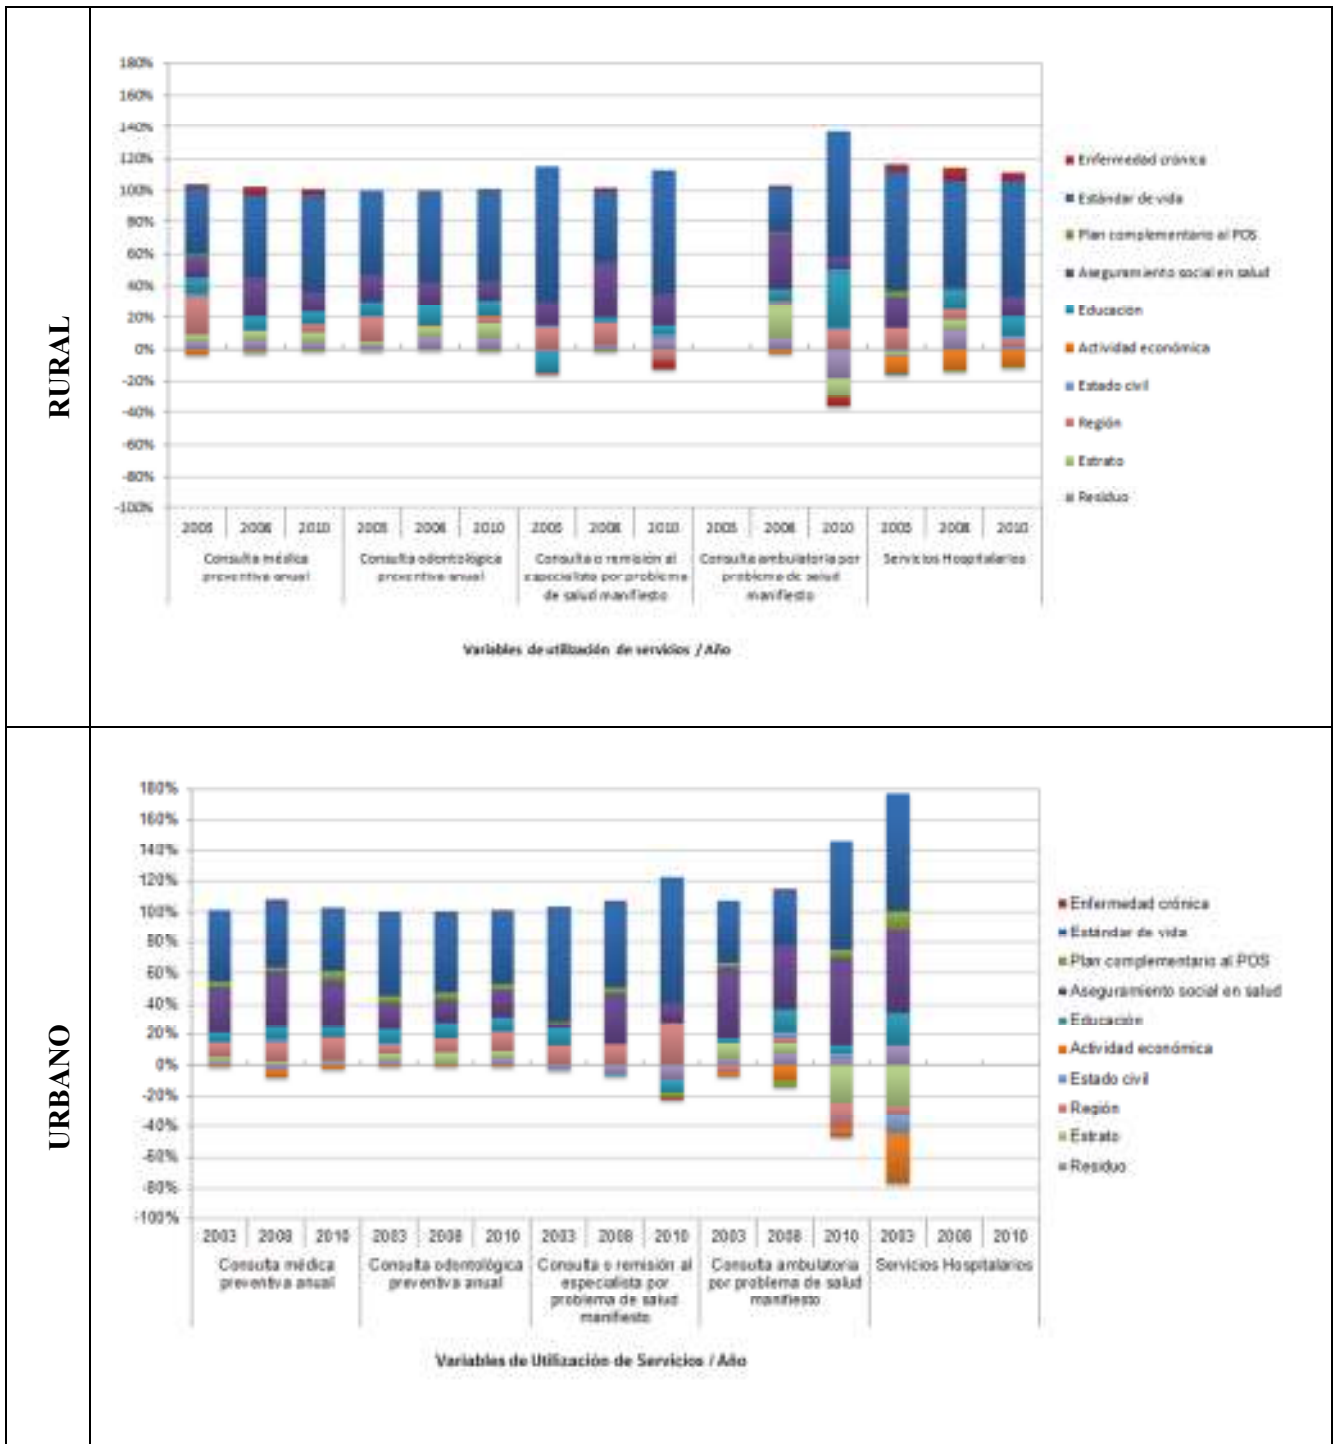 RURAL
180%
160%
140%
120%
100%
80%
60%
40%
20%
0%
-20%
-40%
-60%
-80%
-100%
2003 2008 2010 2003 2008 2010 2003 2008 2010 2003 2008 2010 2003 2008 2010
Consulta médica Consulta odontológica Consulta o remisión al Consulta ambulatoria por Servicios Hospitalarios
preventiva anual preventiva anual especialista por problema problema de salud
de salud manifiesto manifiesto
Variables de utilización de servicios / Año
Enfermedad crónica
Estándar de vida
Plan complementario al POS
Aseguramiento social en salud
Educación
Actividad económica
Estado civil
Región
Estrato
Residuo
URBANO
180%
160%
140%
120%
100%
80%
60%
40%
20%
0%
-20%
-40%
-60%
-80%
-100%
2003 2008 2010 2003 2008 2010 2003 2008 2010 2003 2008 2010 2003 2008 2010
Consulta médica Consulta odontológica Consulta o remisión al Consulta ambulatoria Servicios Hospitalarios
preventiva anual preventiva anual especialista por por problema de salud
problema de salud manifiesto
manifiesto
Variables de Utilización de Servicios / Año
Enfermedad crónica
Estándar de vida
Plan complementario al POS
Aseguramiento social en salud
Educación
Actividad económica
Estado civil
Región
Estrato
Residuo